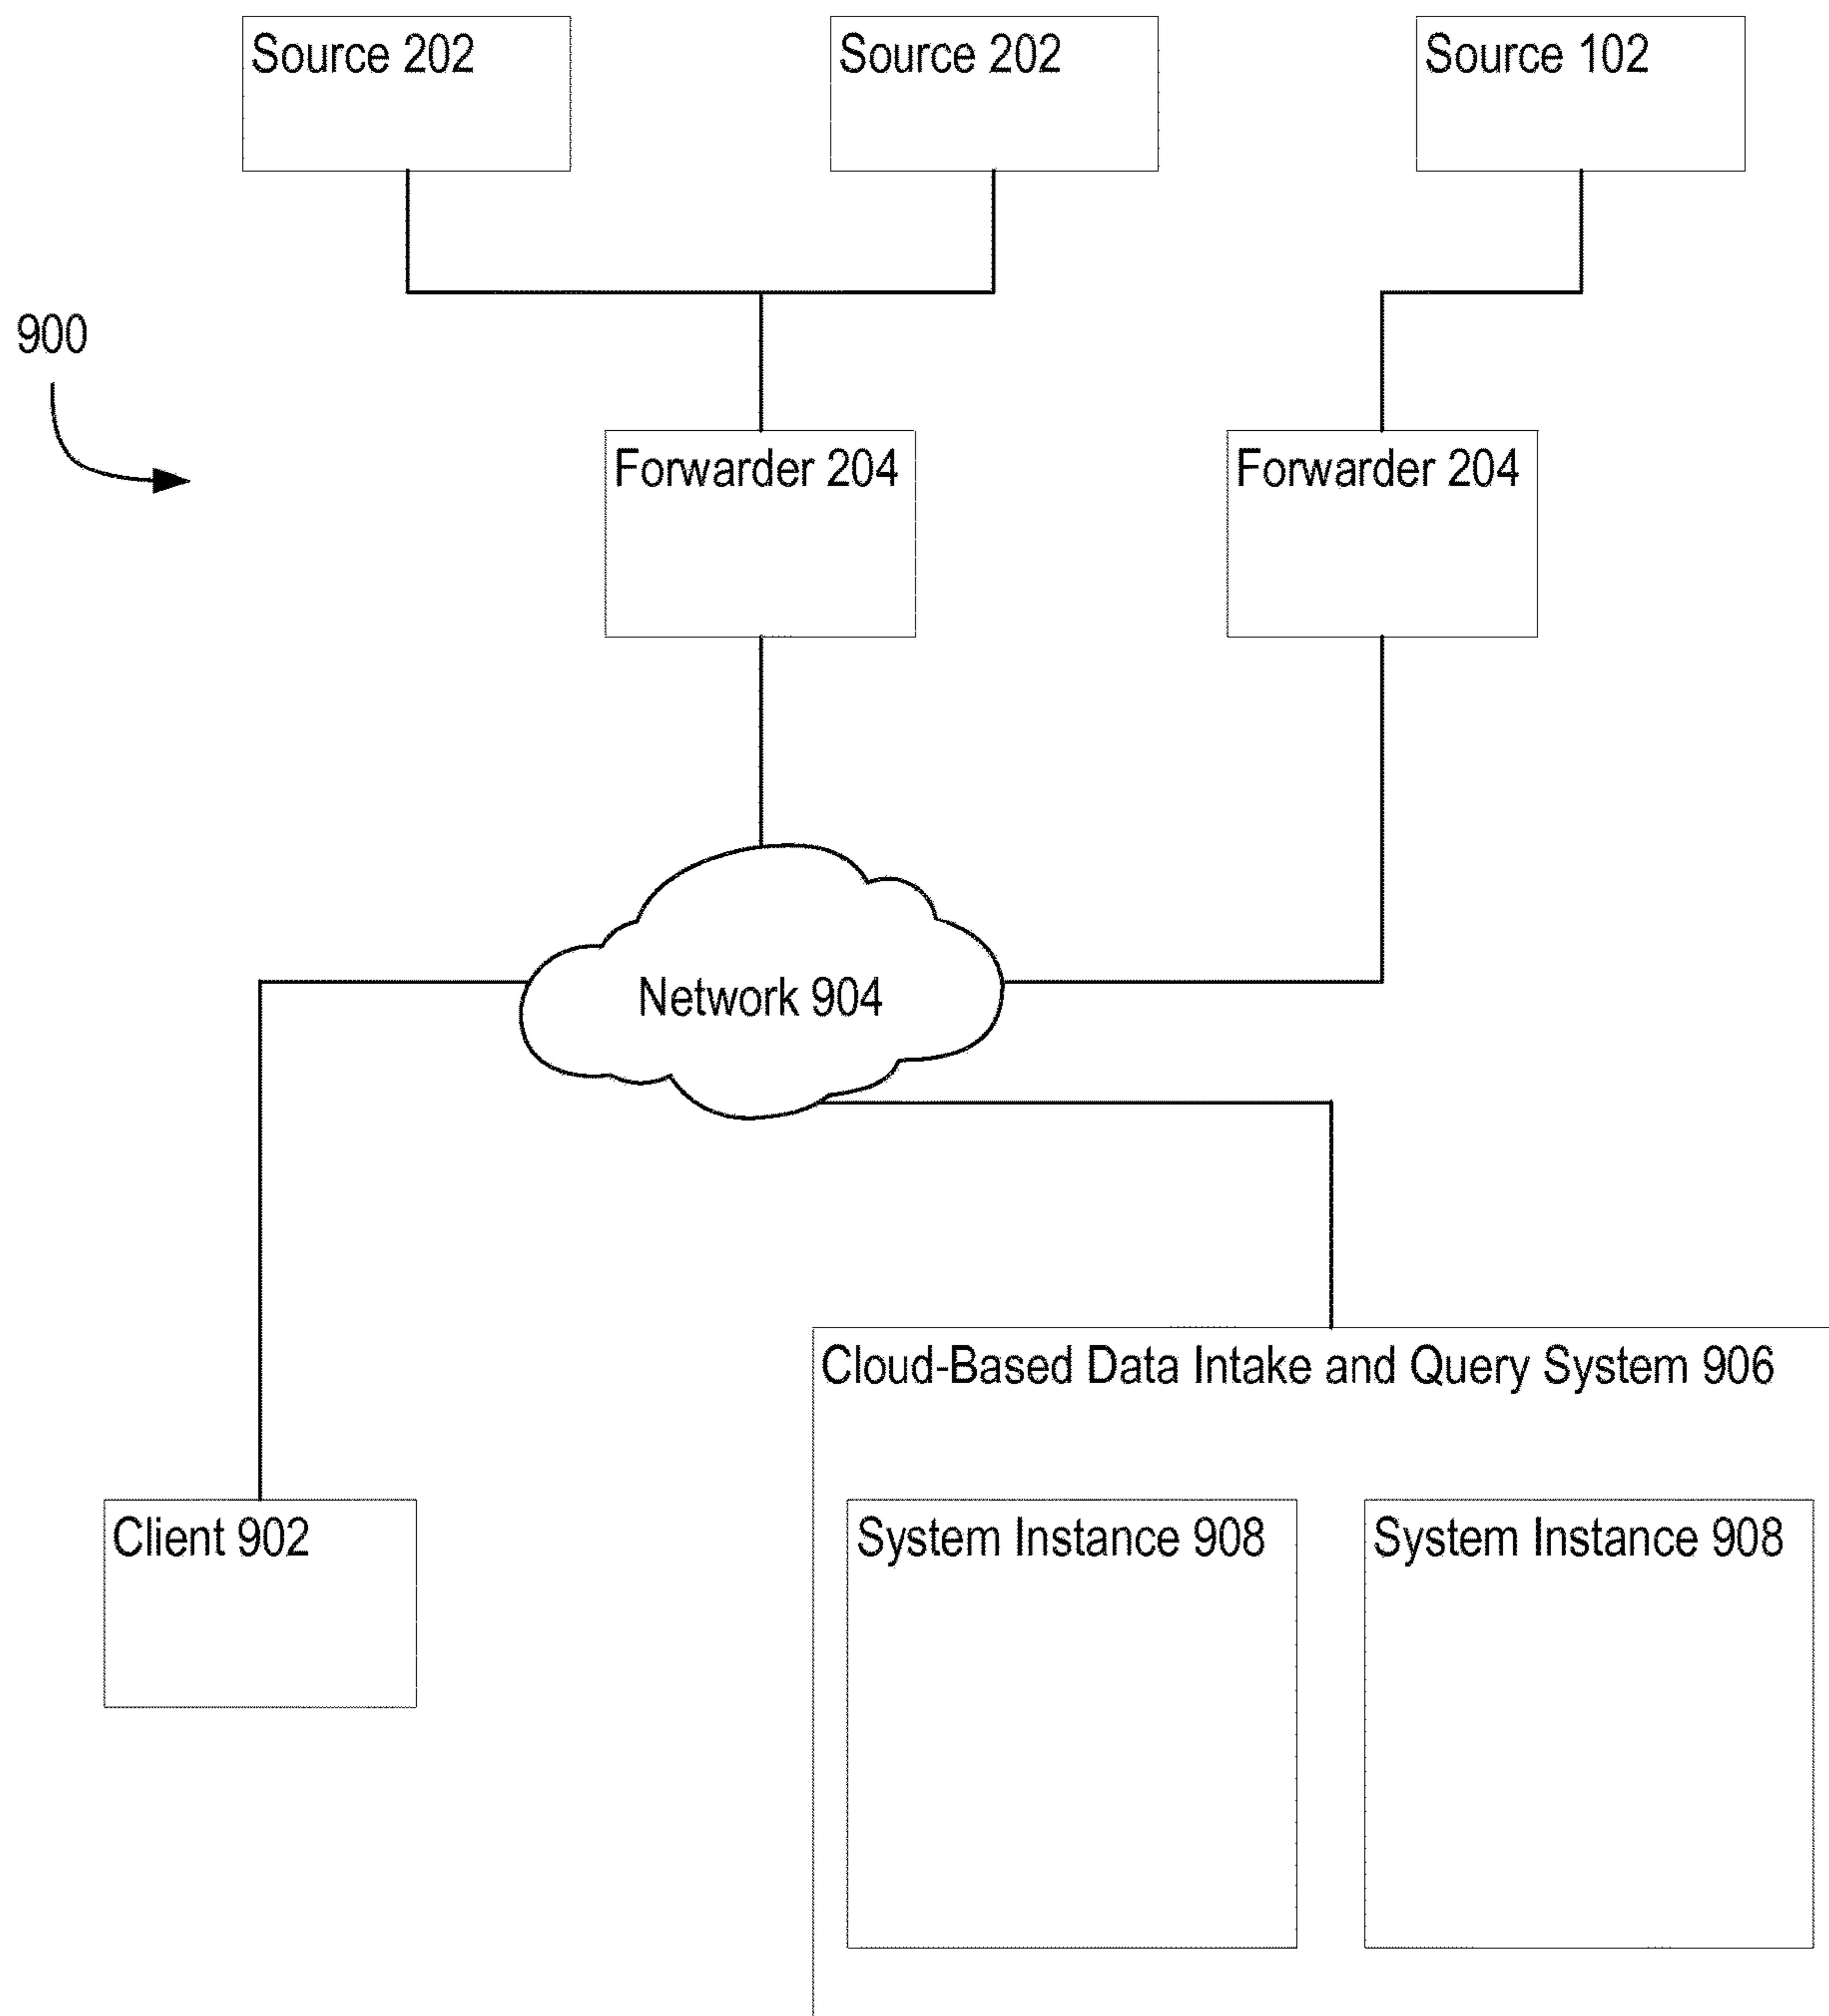 Source 202
Source 202
Source 102
900
Forwarder 204
Forwarder 204
Network 904
Cloud-Based Data Intake and Query System 906
Client 902
System Instance 908
System Instance 908